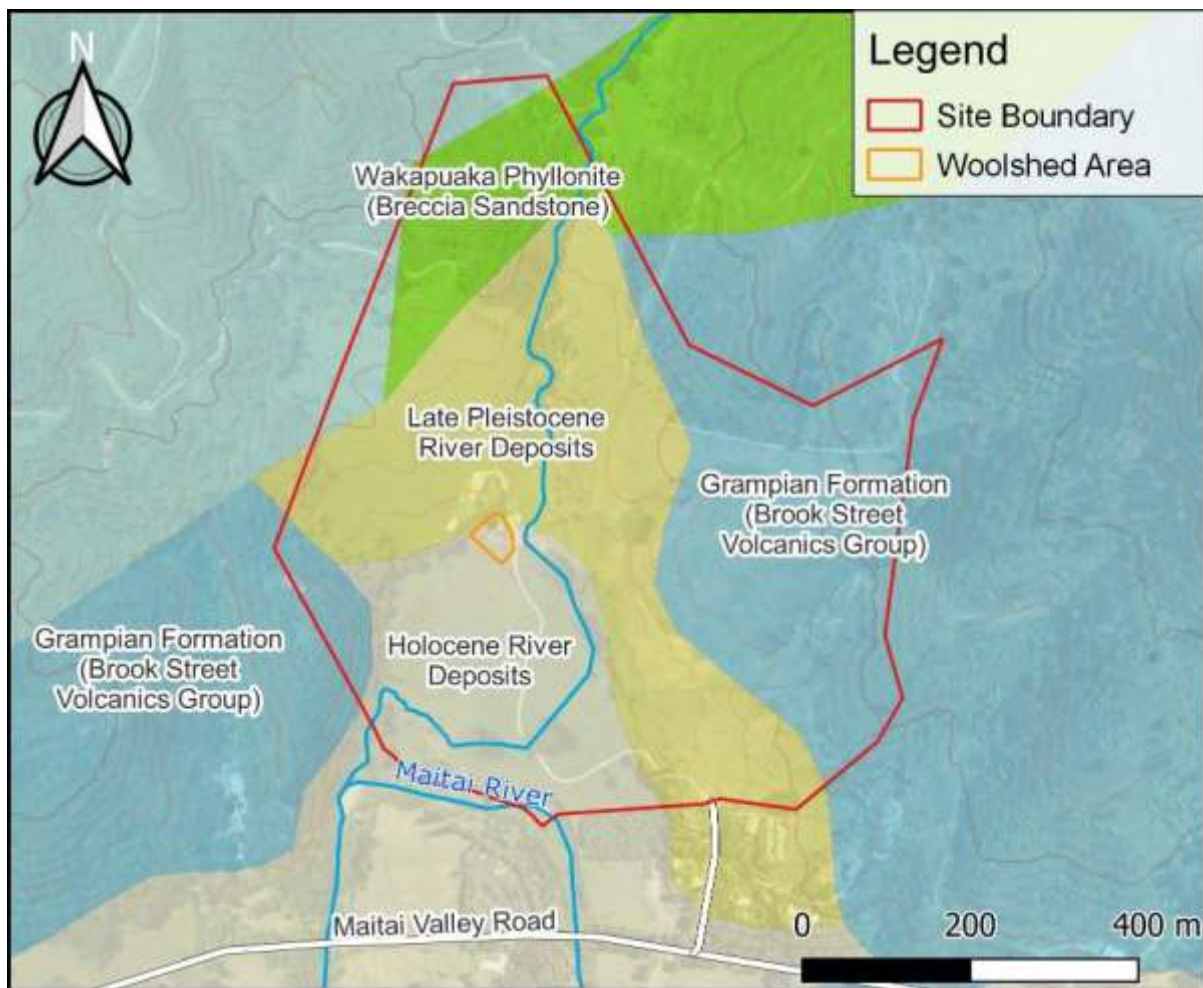 N
Legend
Site Boundary
Woolshed Area
Wakapuaka Phyllonite
(Breccia Sandstone)
Late Pleistocene
River Deposits
Grampian Formation
(Brook Street
Volcanics Group)
Grampian Formation
(Brook Street
Volcanics Group)
Holocene River
Deposits
Maitai River
Maitai Valley Road
0 200 400 m